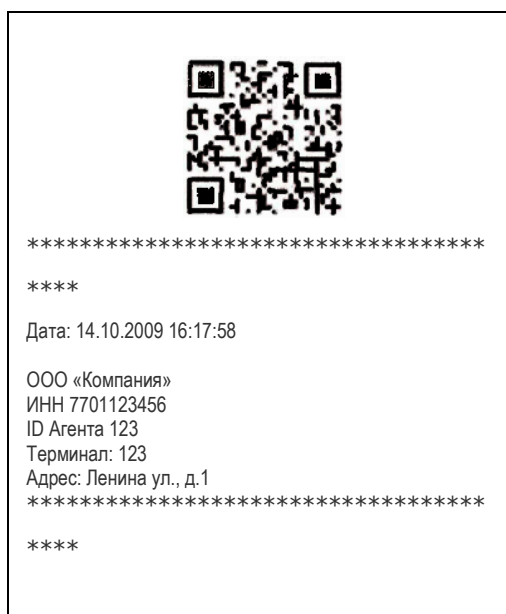 ***********************************
****
Дата: 14.10.2009 16:17:58
ООО «Компания»
ИНН 7701123456
ID Агента 123
Терминал: 123
Адрес: Ленина ул., д.1
***********************************
****